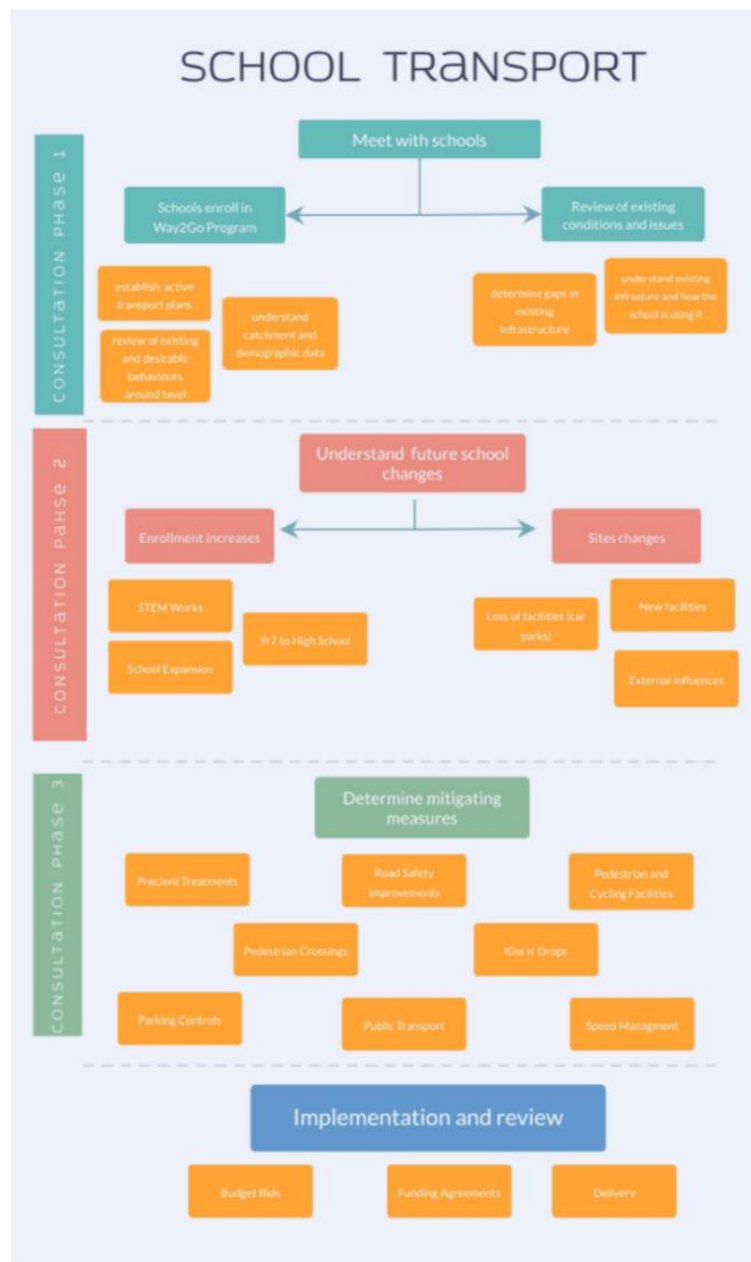 SCHOOL TRANSPORT
CONSULTATION PHASE 1
Meet with schools
Schools enroll in
Way2Go Program
Review of existing
conditions and issues
establish active
transport plans
understand
catchment and
demographic data
review of existing
and desirable
behaviours
around tavel
determine gaps in
existing
infrastructure
understand existing
infrasture and how the
school is using it
CONSULTATION PAHSE 2
Understand future school
changes
Enrollment increases
Sites changes
STEM Works
Yr7 to High School
School Expansion
Loss of facilities (car
parks)
New facilities
External influences
CONSULTATION PHASE 3
Determine mitigating
measures
Precient Treatments
Road Safety
Improvements
Pedestrian and
Cycling Facilities
Pedestrian Crossings
Kiss n' Drops
Parking Controls
Public Transport
Speed Managment
Implementation and review
Budget Bids
Funding Agreements
Delivery